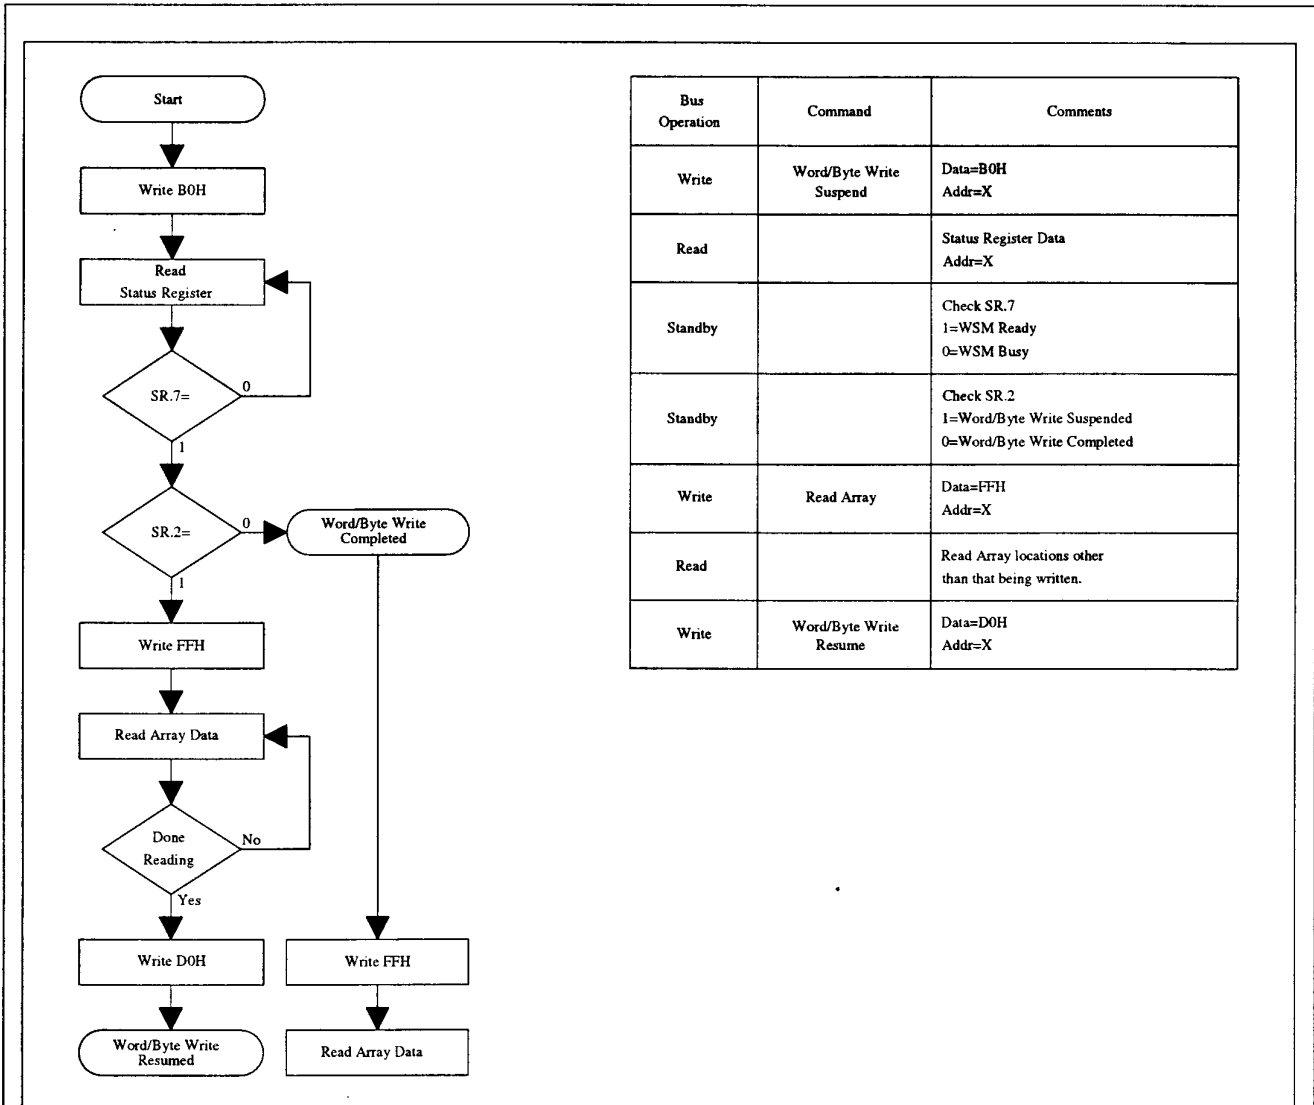 Start
Write B0H
Read
Status Register
SR.7=
0
1
SR.2=
0
Word/Byte Write
Completed
1
Write FFH
Read Array Data
Done
Reading
No
Yes
Write D0H
Write FFH
Word/Byte Write
Resumed
Read Array Data
Bus
Operation
Command
Comments
Write
Word/Byte Write
Suspend
Data=B0H
Addr=X
Read
Status Register Data
Addr=X
Standby
Check SR.7
1=WSM Ready
0=WSM Busy
Standby
Check SR.2
1=Word/Byte Write Suspended
0=Word/Byte Write Completed
Write
Read Array
Data=FFH
Addr=X
Read
Read Array locations other
than that being written.
Write
Word/Byte Write
Resume
Data=D0H
Addr=X